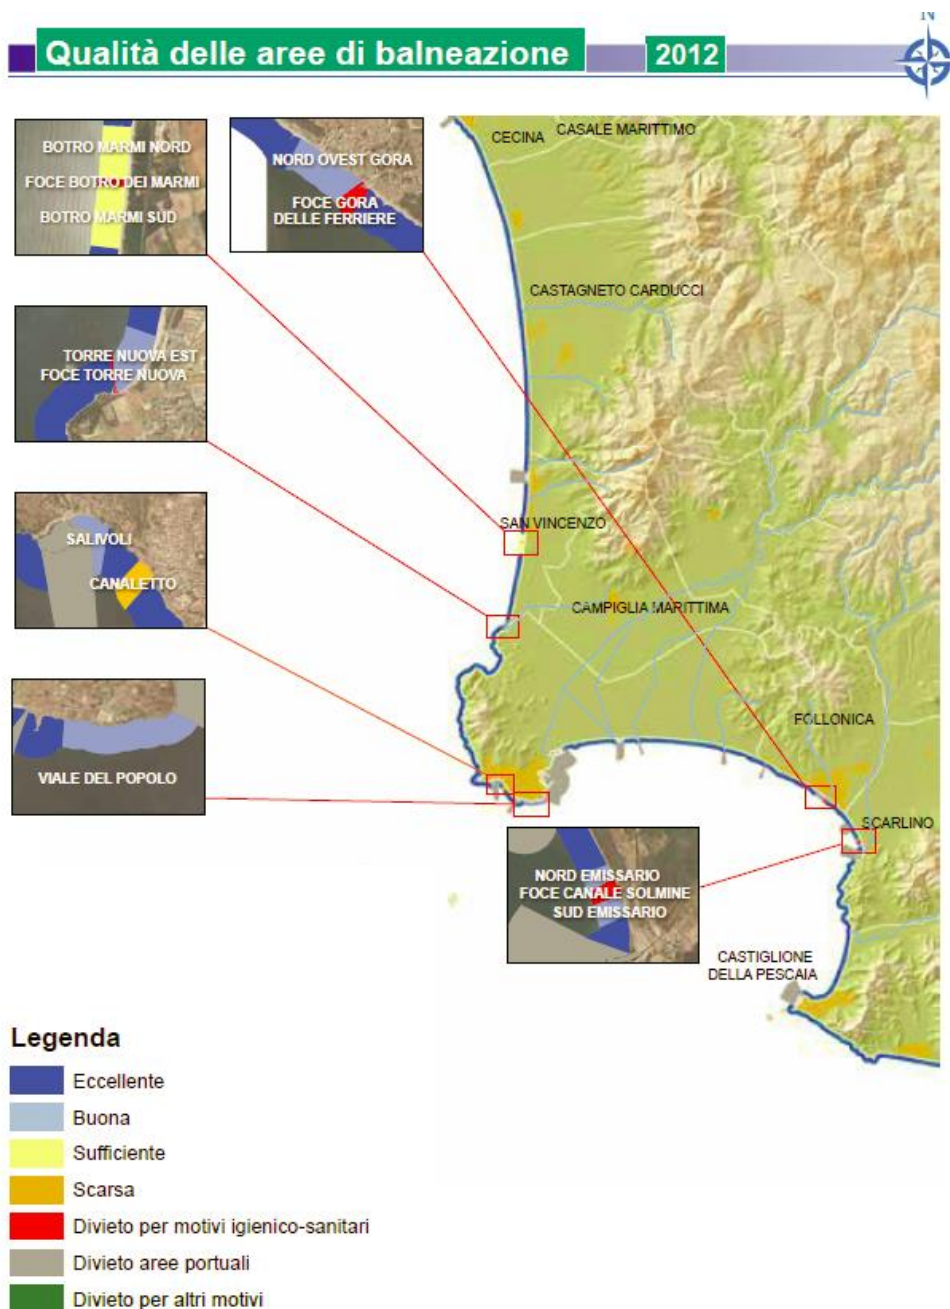 N
Qualità delle aree di balneazione 2012
BOTRO MARMI NORD
FOCE BOTRO DEI MARMI
BOTRO MARMI SUD
NORD OVEST GORA
FOCE GORA
DELLE FERRIERE
CECINA
CASALE MARITTIMO
CASTAGNETO CARDUCCI
TORRE NUOVA EST
FOCE TORRE NUOVA
SALIVOLI
CANALETTO
SAN VINCENZO
CAMPIGLIA MARITTIMA
VIALE DEL POPOLO
FOLLONICA
SCARLINO
NORD EMISSARIO
FOCE CANALE SOLMINE
SUD EMISSARIO
CASTIGLIONE
DELLA PESCAIA
Legenda
Eccellente
Buona
Sufficiente
Scarsa
Divieto per motivi igienico-sanitari
Divieto aree portuali
Divieto per altri motivi